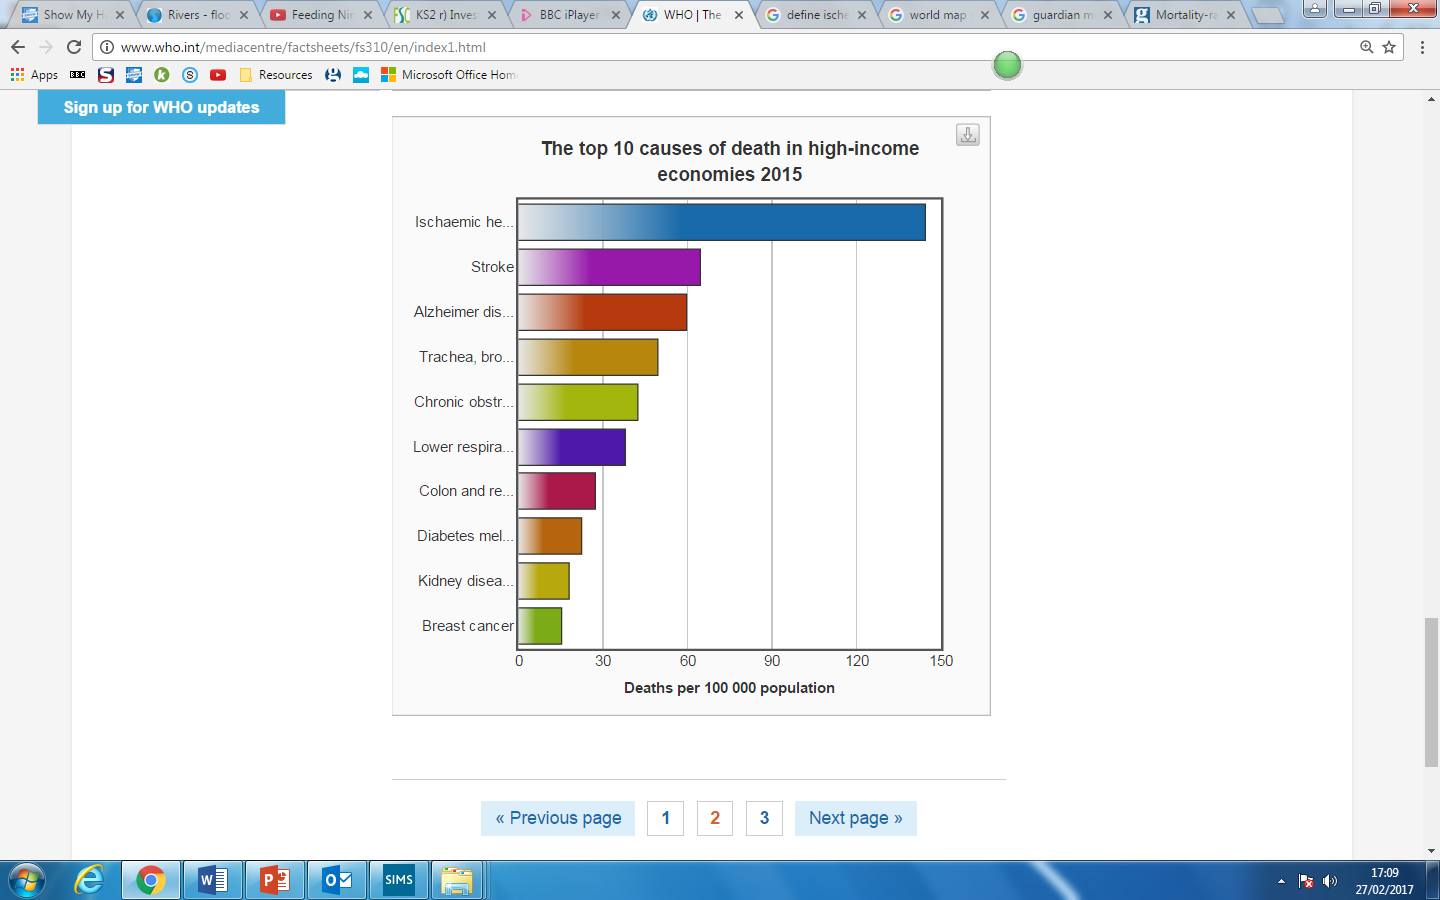 Show My H
Rivers - floo
Feeding Nin
KS2 r) Inves
BBC iPlayer
WHO | The
define ische
world map
guardian m
Mortality-ra
www.who.int/mediacentre/factsheets/fs310/en/index1.html
Apps
BBC
Resources
Microsoft Office Hom
Sign up for WHO updates
The top 10 causes of death in high-income
economies 2015
Ischaemic he...
Stroke
Alzheimer dis...
Trachea, bro...
Chronic obstr...
Lower respira...
Colon and re...
Diabetes mel...
Kidney disea...
Breast cancer
0 30 60 90 120 150
Deaths per 100 000 population
« Previous page 1 2 3 Next page »
SIMS
17:09
27/02/2017